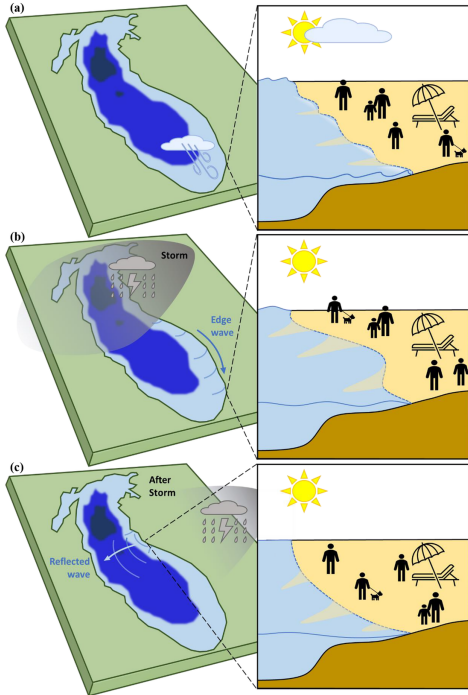 (a)
(b)
Storm
Edge
wave
(c)
After
Storm
Reflected
wave